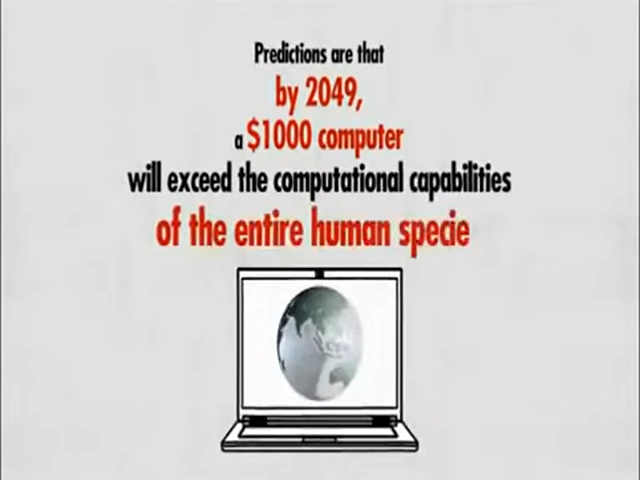 Predictions are that
by 2049,
a $1000 computer
will exceed the computational capabilities
of the entire human specie